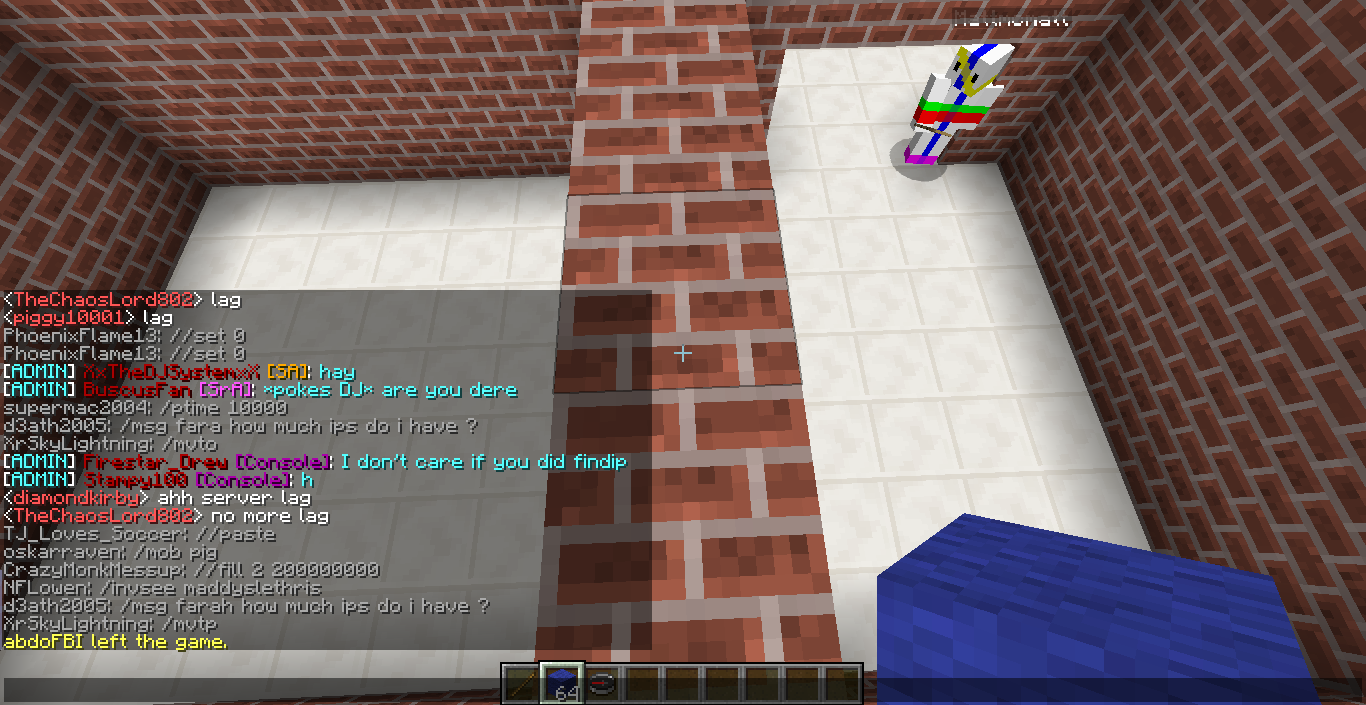 <TheChaosLord802> lag
<piggy10001> lag
PhoenixFlame13: //set 0
PhoenixFlame13: //set 0
[ADMIN] XxTheDJSystemxX [SA]: hay
[ADMIN] BuscusFan [SrA]: *pokes DJ* are you dere
supermac2004: /ptime 10000
d3ath2005: /msg fara how much ips do i have ?
XrSkyLightning: /mvto
[ADMIN] Firestar_Drew [Console]: I don't care if you did findip
[ADMIN] Stampy100 [Console]: h
<diamondkirby> ahh server lag
<TheChaosLord802> no more lag
TJ_Loves_Soccer: //paste
oskarraven: /mob pig
CrazyMonkMessup: //fill 2 200000000
NFLowen: /invsee maddyslethris
d3ath2005: /msg farah how much ips do i have ?
XrSkyLightning: /mvtp
abdoFBI left the game.
64